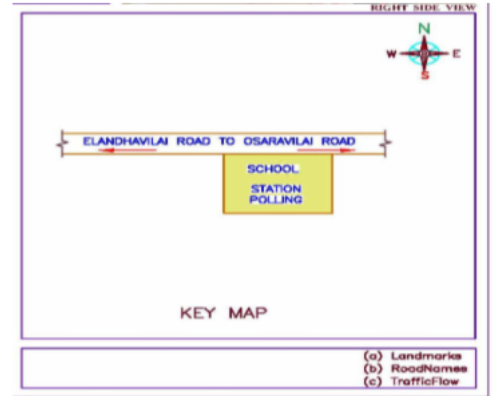 RIGHT SIDE VIEW
N
W E
S
ELANDHAVILAI ROAD TO OSARAVILAI ROAD
SCHOOL
STATION
POLLING
KEY MAP
(a) Landmarks
(b) RoadNames
(c) TrafficFlow